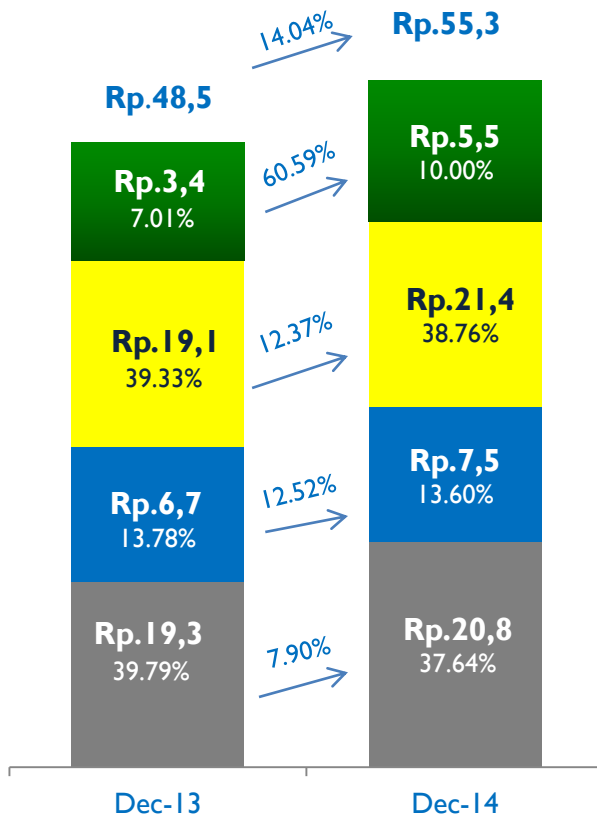 14.04%
Rp.55,3
Rp.48,5
Rp.3,4
7.01%
60.59%
Rp.5,5
10.00%
Rp.19,1
39.33%
12.37%
Rp.21,4
38.76%
Rp.6,7
13.78%
12.52%
Rp.7,5
13.60%
Rp.19,3
39.79%
7.90%
Rp.20,8
37.64%
Dec-13
Dec-14